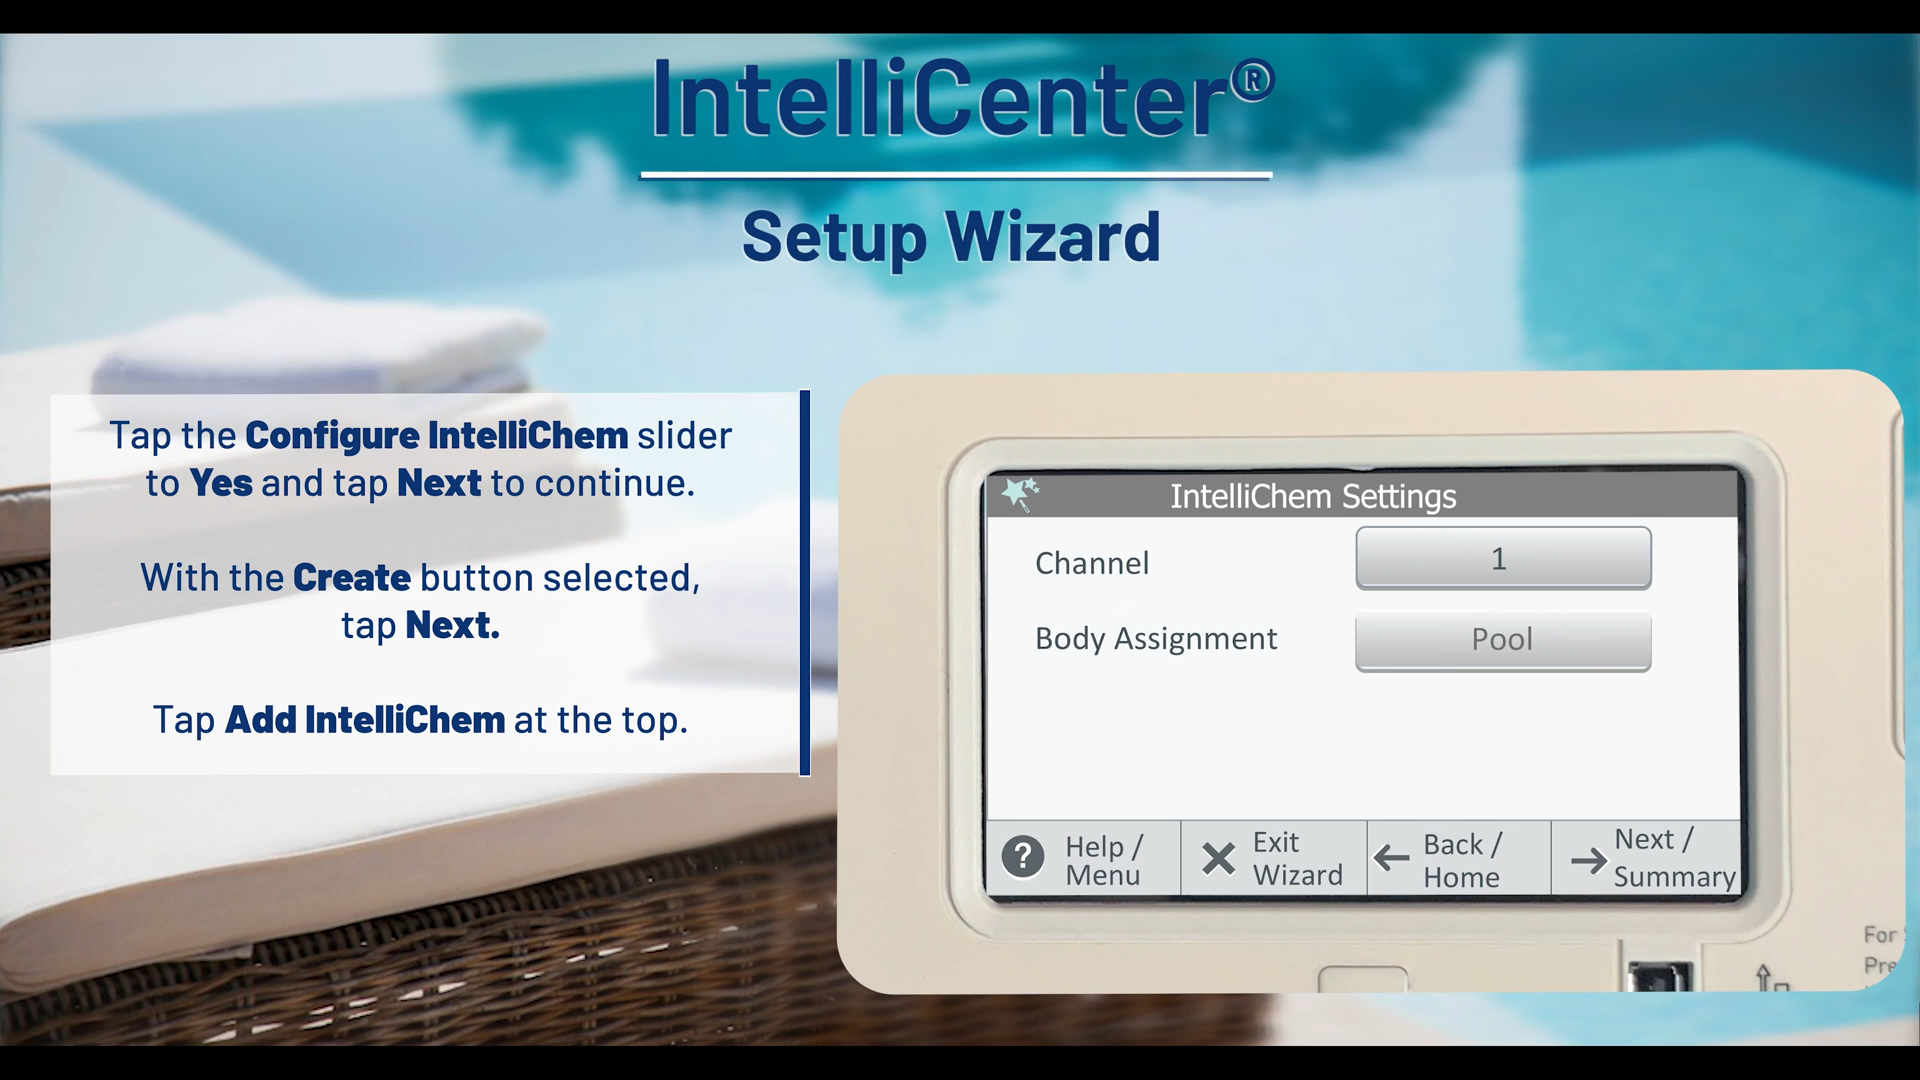 IntelliCenter®
Setup Wizard
Tap the Configure IntelliChem slider
to Yes and tap Next to continue.
With the Create button selected,
tap Next.
Tap Add IntelliChem at the top.
IntelliChem Settings
Channel
1
Body Assignment
Pool
?
Help /
Menu
Exit
Wizard
Back /
Home
Next /
Summary
For